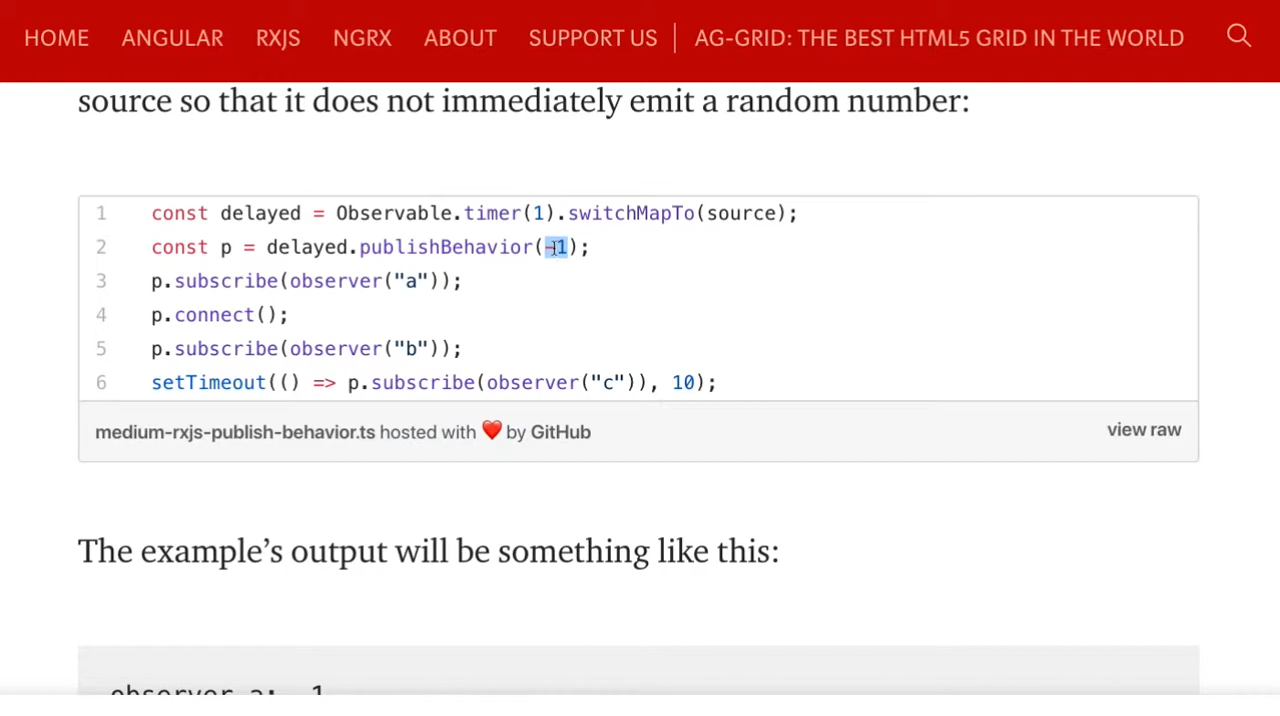 HOME ANGULAR RXJS NGRX ABOUT SUPPORT US AG-GRID: THE BEST HTML5 GRID IN THE WORLD
source so that it does not immediately emit a random number:
1 const delayed = Observable.timer(1).switchMapTo(source);
2 const p = delayed.publishBehavior(-1);
3 p.subscribe(observer("a"));
4 p.connect();
5 p.subscribe(observer("b"));
6 setTimeout(() => p.subscribe(observer("c")), 10);
medium-rxjs-publish-behavior.ts hosted with ❤ by GitHub view raw
The example’s output will be something like this:
observer a: -1